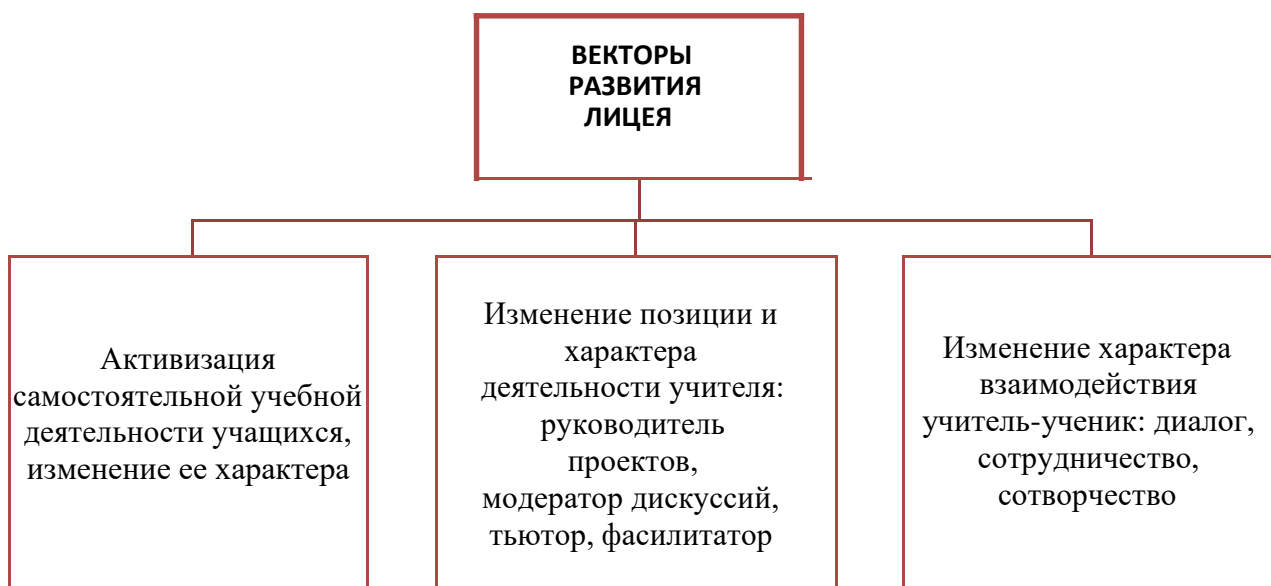 ВЕКТОРЫ
РАЗВИТИЯ
ЛИЦЕЯ
Активизация
самостоятельной учебной
деятельности учащихся,
изменение ее характера
Изменение позиции и
характера
деятельности учителя:
руководитель
проектов,
модератор дискуссий,
тьютор, фасилитатор
Изменение характера
взаимодействия
учитель-ученик: диалог,
сотрудничество,
сотворчество